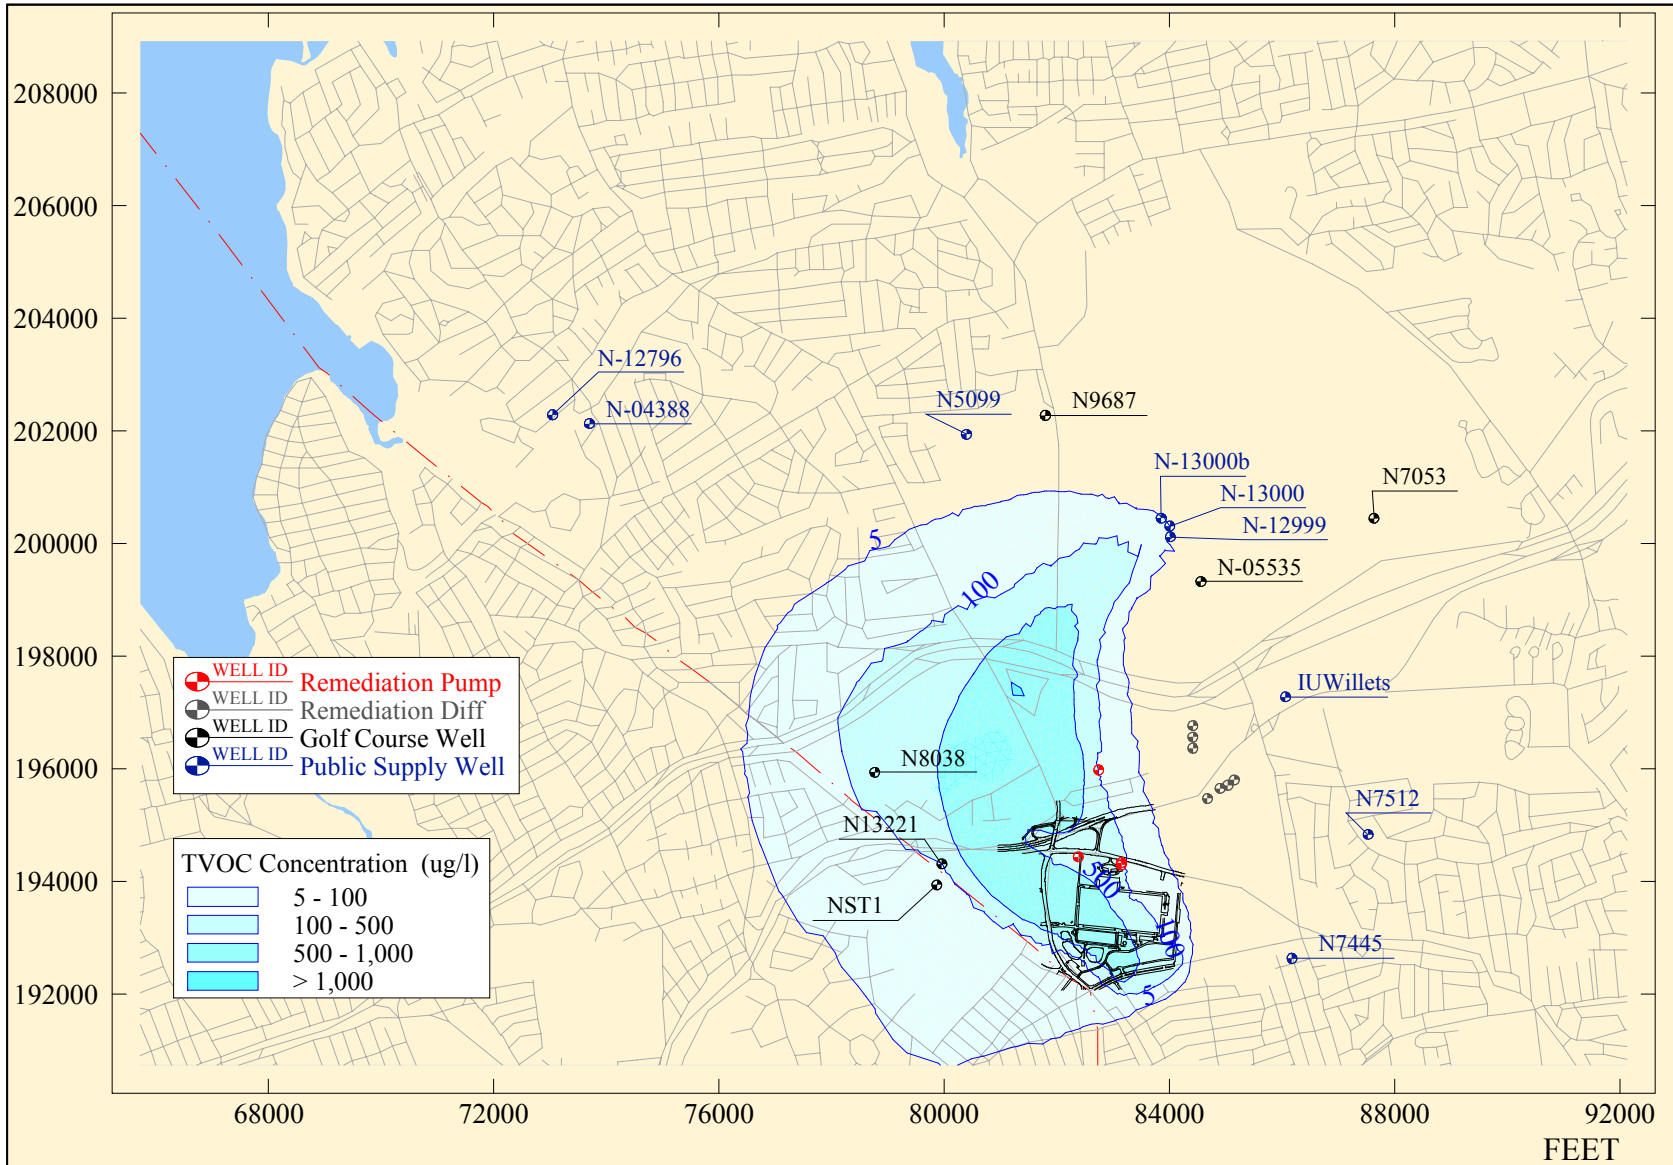 208000
206000
204000
202000
200000
198000
196000
194000
192000
N-12796
N-04388
N5099
N9687
N-13000b
N-13000
N-12999
N7053
N-05535
5
100
IUWillets
N8038
N13221
NST1
N7512
N7445
500
100
5
WELL ID Remediation Pump
WELL ID Remediation Diff
WELL ID Golf Course Well
WELL ID Public Supply Well
TVOC Concentration (ug/l)
5 - 100
100 - 500
500 - 1,000
> 1,000
68000 72000 76000 80000 84000 88000 92000
FEET